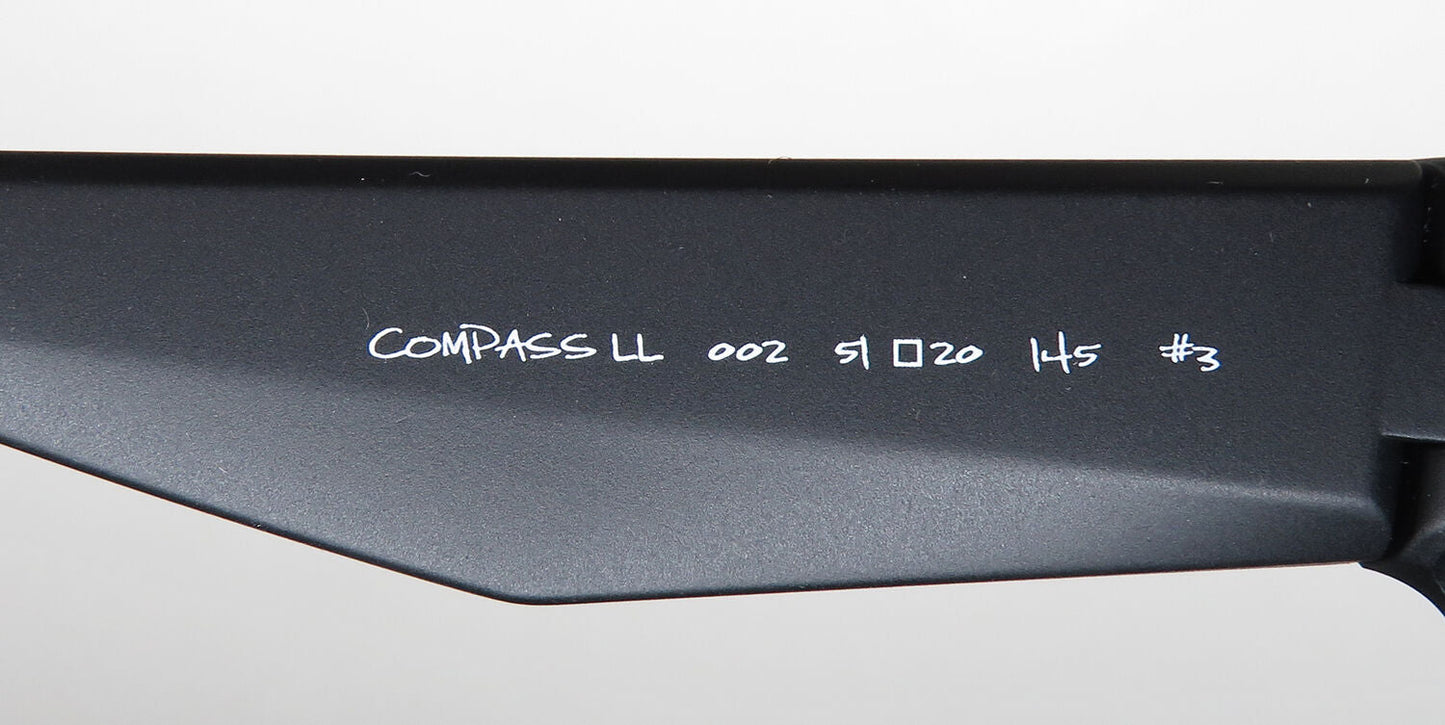 COMPASS LL 002 51 □ 20 145 #3